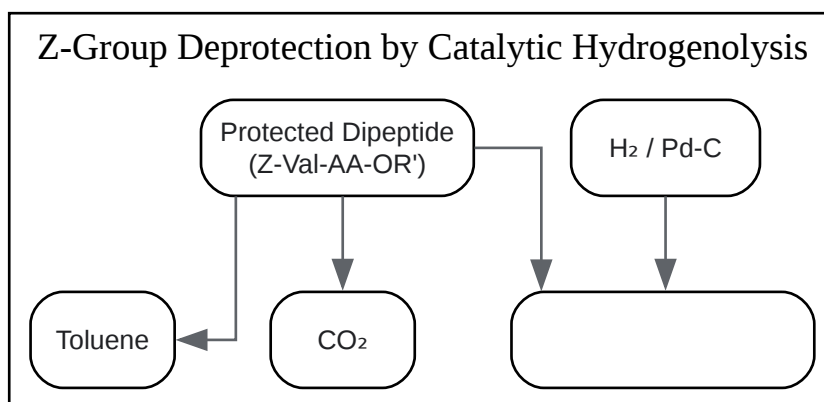 Z-Group Deprotection by Catalytic Hydrogenolysis
Protected Dipeptide
(Z-Val-AA-OR')
H₂ / Pd-C
Toluene
CO₂